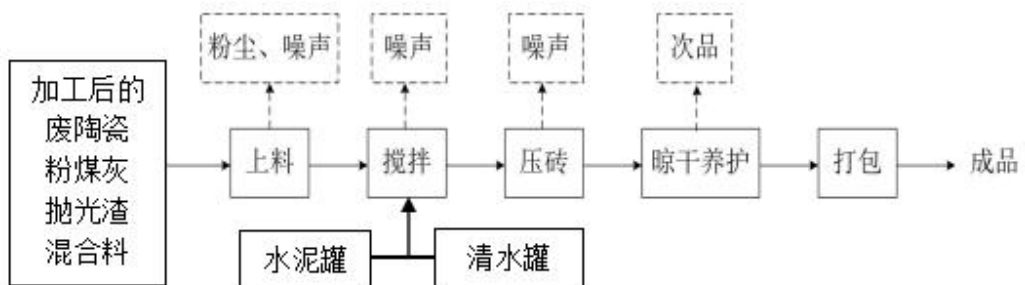 粉尘、噪声
噪声
噪声
次品
加工后的
废陶瓷
粉煤灰
抛光渣
混合料
上料
搅拌
压砖
晾干养护
打包
成品
水泥罐
清水罐